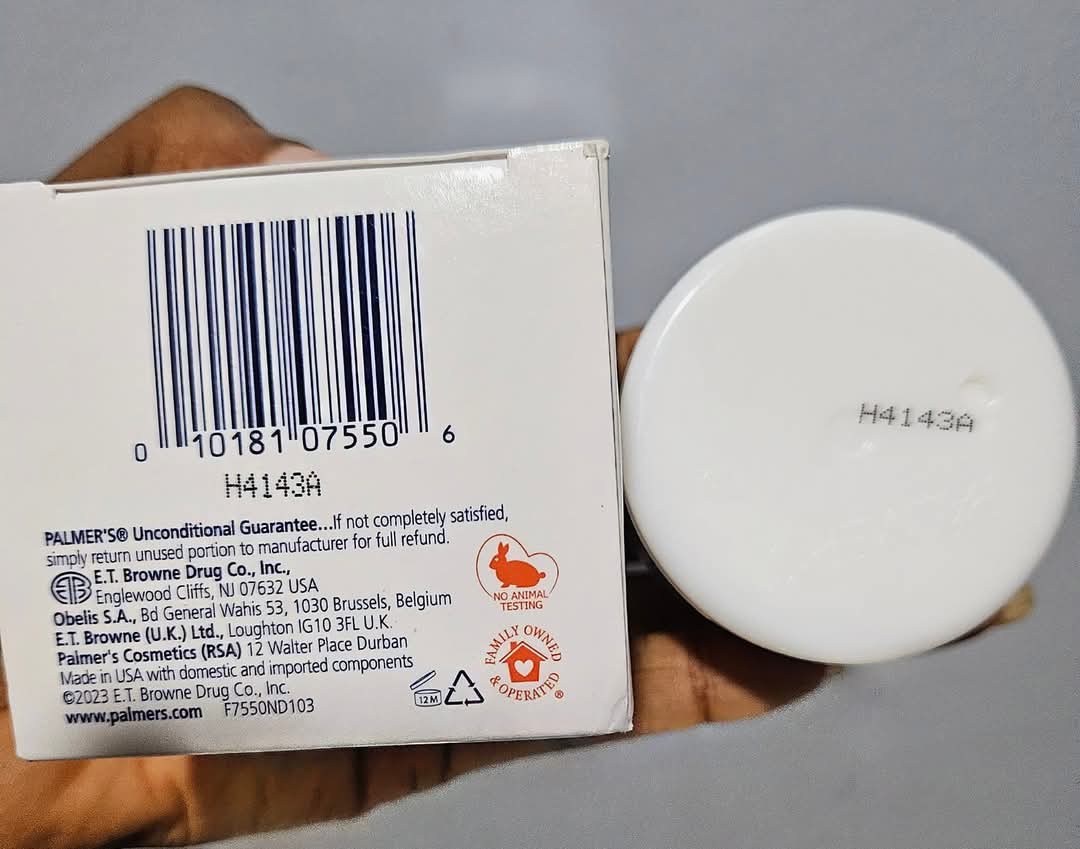 0 10181 07550 6
H4143A
PALMER'S® Unconditional Guarantee...If not completely satisfied,
simply return unused portion to manufacturer for full refund.
ETB
E.T. Browne Drug Co., Inc.,
Englewood Cliffs, NJ 07632 USA
Obelis S.A., Bd General Wahis 53, 1030 Brussels, Belgium
E.T. Browne (U.K.) Ltd., Loughton IG10 3FL U.K.
Palmer's Cosmetics (RSA) 12 Walter Place Durban
Made in USA with domestic and imported components
©2023 E.T. Browne Drug Co., Inc.
www.palmers.com F7550ND103
NO ANIMAL
TESTING
FAMILY OWNED
& OPERATED®
12M
H4143A